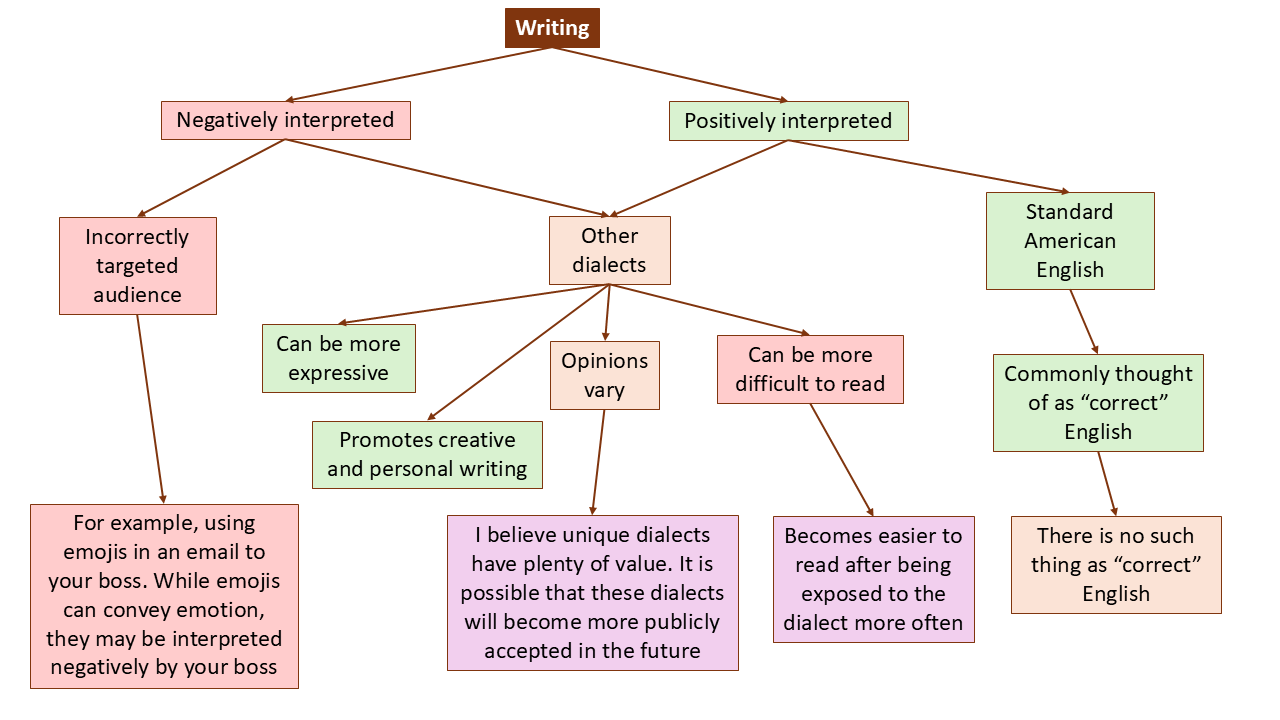 Writing
Negatively interpreted
Positively interpreted
Incorrectly
targeted
audience
Other
dialects
Standard
American
English
Can be more
expressive
Promotes creative
and personal writing
Opinions
vary
Can be more
difficult to read
Commonly thought
of as “correct”
English
For example, using
emojis in an email to
your boss. While emojis
can convey emotion,
they may be interpreted
negatively by your boss
I believe unique dialects
have plenty of value. It is
possible that these dialects
will become more publicly
accepted in the future
Becomes easier to
read after being
exposed to the
dialect more often
There is no such
thing as “correct”
English